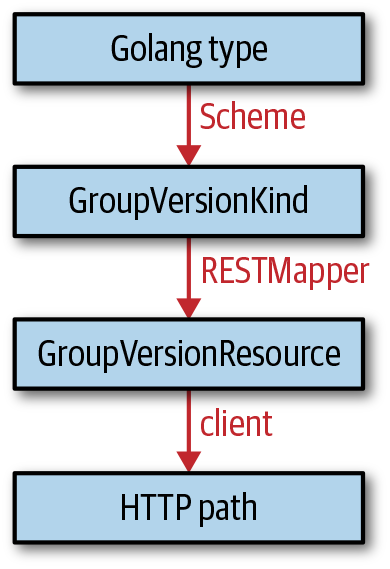 Golang type
Scheme
GroupVersionKind
RESTMapper
GroupVersionResource
client
HTTP path